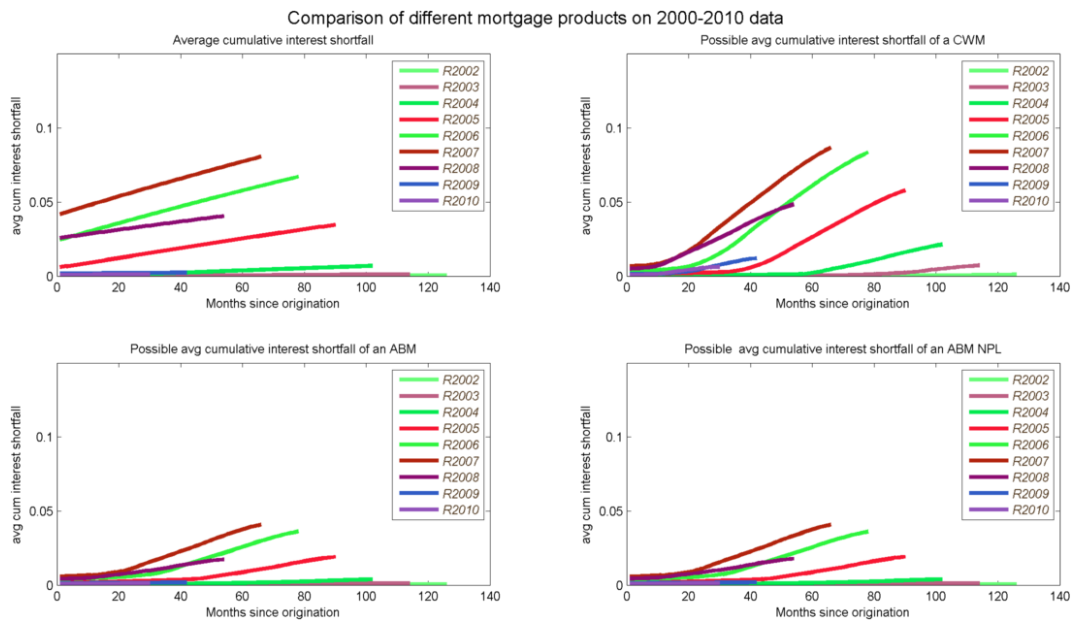 Comparison of different mortgage products on 2000-2010 data
Average cumulative interest shortfall
avg cum interest shortfall
0.1
0.05
0
0 20 40 60 80 100 120 140
Months since origination
R2002
R2003
R2004
R2005
R2006
R2007
R2008
R2009
R2010
Possible avg cumulative interest shortfall of a CWM
avg cum interest shortfall
0.1
0.05
0
0 20 40 60 80 100 120 140
Months since origination
R2002
R2003
R2004
R2005
R2006
R2007
R2008
R2009
R2010
Possible avg cumulative interest shortfall of an ABM
avg cum interest shortfall
0.1
0.05
0
0 20 40 60 80 100 120 140
Months since origination
R2002
R2003
R2004
R2005
R2006
R2007
R2008
R2009
R2010
Possible avg cumulative interest shortfall of an ABM NPL
avg cum interest shortfall
0.1
0.05
0
0 20 40 60 80 100 120 140
Months since origination
R2002
R2003
R2004
R2005
R2006
R2007
R2008
R2009
R2010